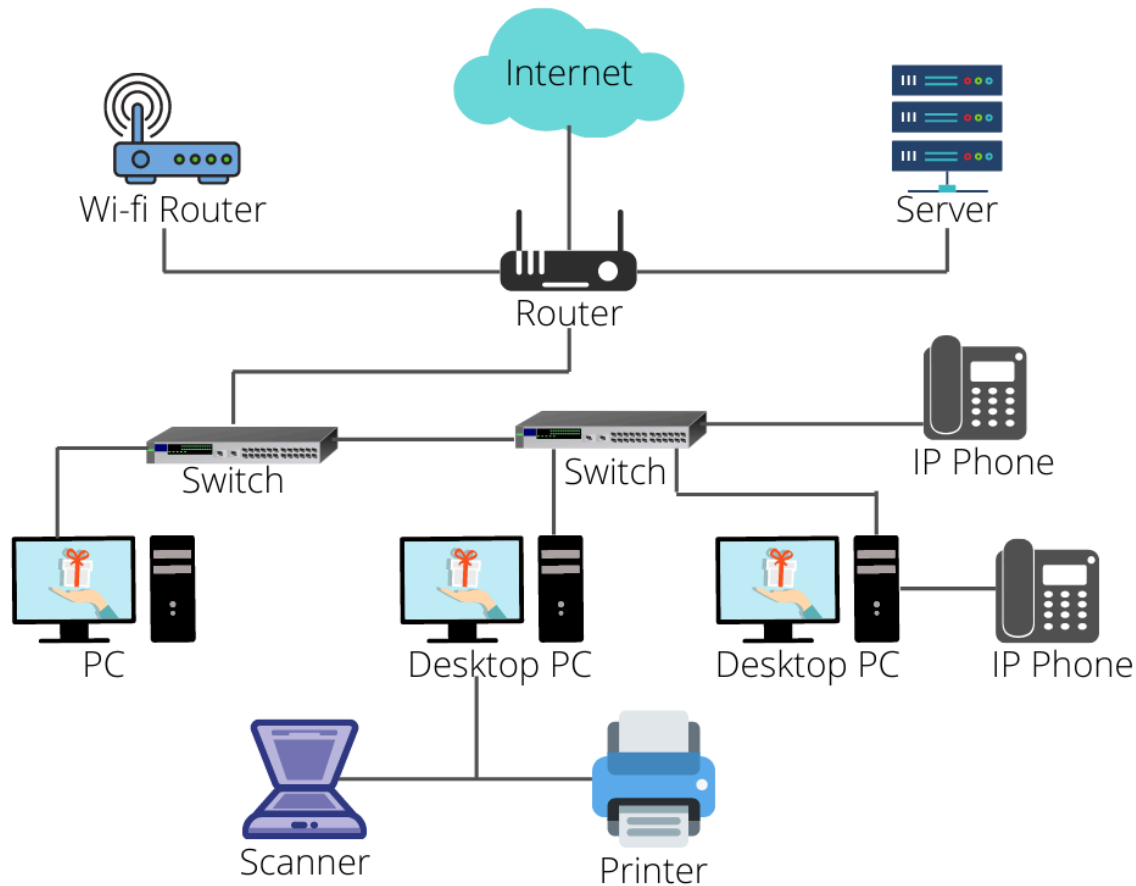 Internet
Wi-fi Router
Server
Router
IP Phone
Switch
Switch
PC
Desktop PC
Desktop PC
IP Phone
Scanner
Printer